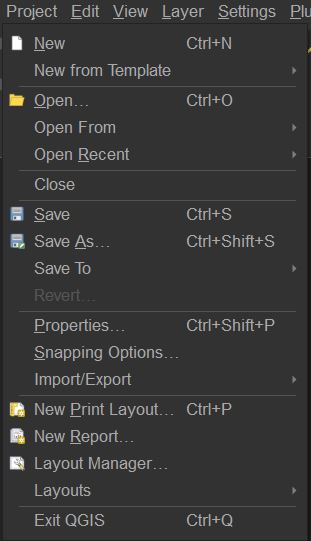 Project Edit View Layer Settings Plu
New Ctrl+N
New from Template
Open... Ctrl+O
Open From
Open Recent
Close
Save Ctrl+S
Save As... Ctrl+Shift+S
Save To
Revert...
Properties... Ctrl+Shift+P
Snapping Options...
Import/Export
New Print Layout... Ctrl+P
New Report...
Layout Manager...
Layouts
Exit QGIS Ctrl+Q